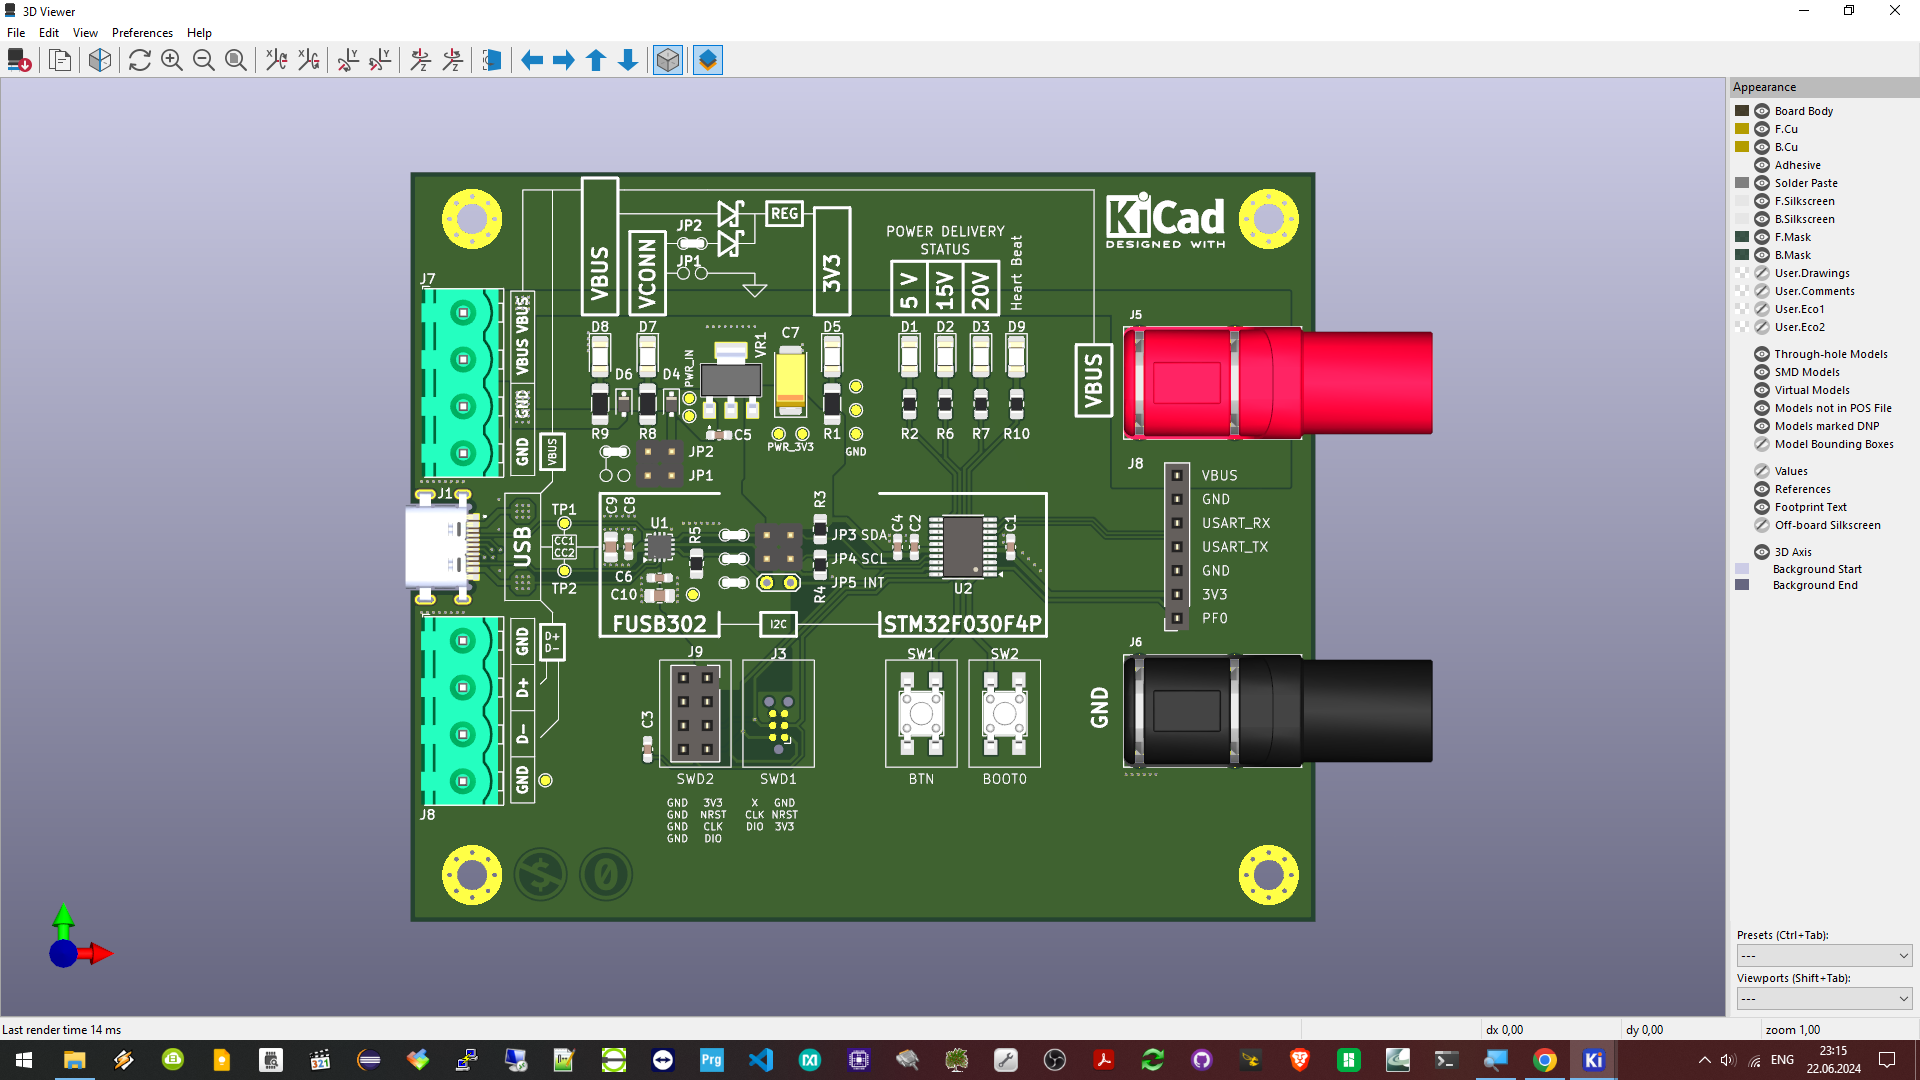 3D Viewer
File Edit View Preferences Help
Appearance
Board Body
F.Cu
B.Cu
Adhesive
Solder Paste
F.Silkscreen
B.Silkscreen
F.Mask
B.Mask
User.Drawings
User.Comments
User.Eco1
User.Eco2
Through-hole Models
SMD Models
Virtual Models
Models not in POS File
Models marked DNP
Model Bounding Boxes
Values
References
Footprint Text
Off-board Silkscreen
3D Axis
Background Start
Background End
Presets (Ctrl+Tab):
---
Viewports (Shift+Tab):
---
VBUS
VCONN
JP2
JP1
REG
3V3
POWER DELIVERY
STATUS
5 V
15V
20V
Heart Beat
KiCad
DESIGNED WITH
J7
VBUS
VBUS
GND
GND
VBUS
D8 D7 D5 D1 D2 D3 D9
D6 D4
PWR_IN
VR1
C7
R9 R8 C5 R1 R2 R6 R7 R10
PWR_3V3
GND
JP2
JP1
VBUS
J5
J8
VBUS
GND
USART_RX
USART_TX
GND
3V3
PF0
J1
USB
TP1
CC1
CC2
TP2
C9
C8
U1
R5
C6
C10
FUSB302
R3
JP3 SDA
JP4 SCL
JP5 INT
R4
I2C
C4
C2
C1
U2
STM32F030F4P
GND
D+
D-
GND
D+
D-
J8
J9
J3
C3
SWD2
SWD1
GND 3V3
GND NRST
GND CLK
GND DIO
X GND
CLK NRST
DIO 3V3
SW1
SW2
BTN
BOOT0
J6
GND
$
0
X
Y
Z
Last render time 14 ms
dx 0,00
dy 0,00
zoom 1,00
321
Prg
Ki
ENG
23:15
22.06.2024